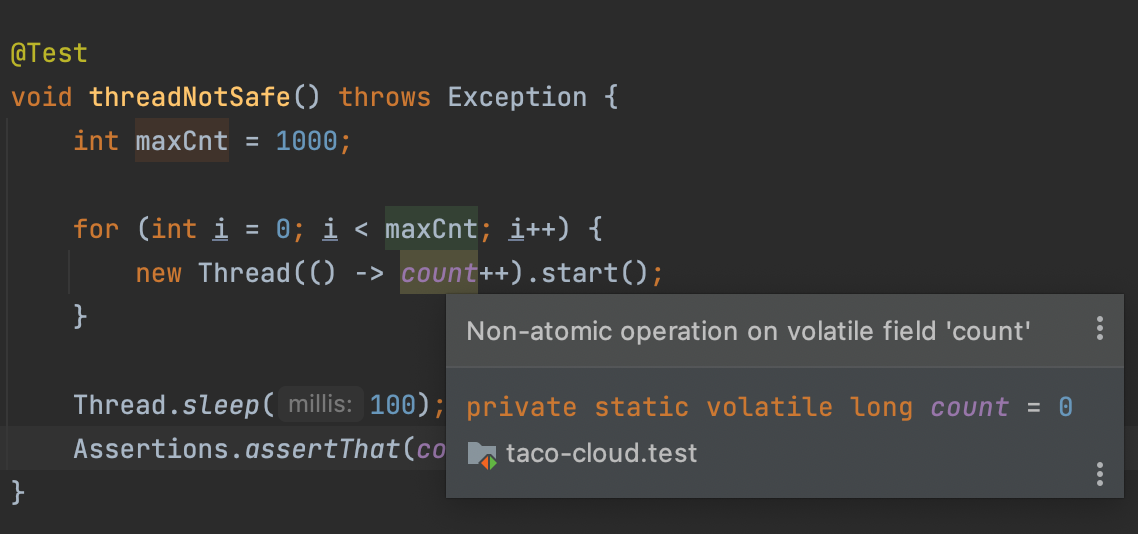 @Test
void threadNotSafe() throws Exception {
    int maxCnt = 1000;
    for (int i = 0; i < maxCnt; i++) {
        new Thread(() -> count++).start();
    }
    Thread.sleep( millis: 100);
    Assertions.assertThat(co
}
Non-atomic operation on volatile field 'count'
private static volatile long count = 0
taco-cloud.test